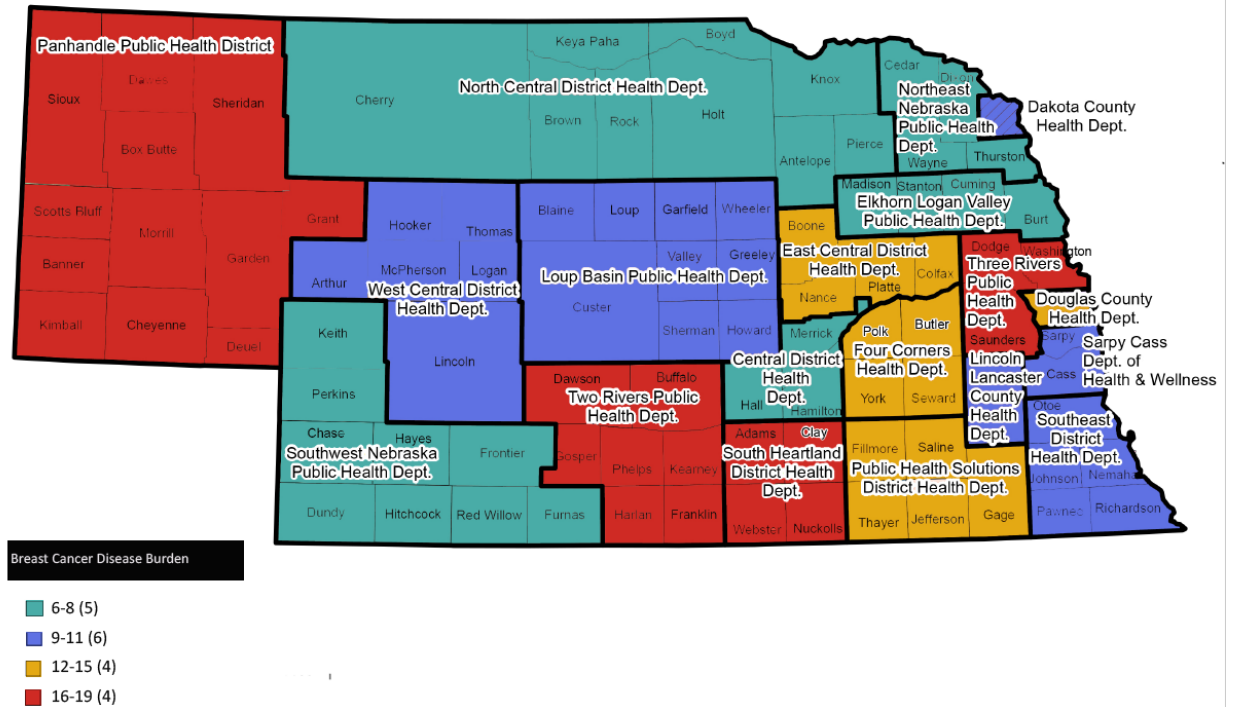 Panhandle Public Health District
Sioux
Dawes
Sheridan
Box Butte
Scotts Bluff
Morrill
Garden
Grant
Banner
Kimball
Cheyenne
Deuel
Keya Paha
Boyd
Knox
North Central District Health Dept.
Cherry
Brown
Rock
Holt
Antelope
Pierce
Cedar
Dixon
Northeast
Nebraska
Public Health
Dept.
Wayne
Thurston
Dakota County
Health Dept.
Hooker
Thomas
Arthur
McPherson
Logan
West Central District
Health Dept.
Lincoln
Blaine
Loup
Garfield
Wheeler
Valley
Greeley
Loup Basin Public Health Dept.
Custer
Sherman
Howard
Madison
Stanton
Cuming
Elkhorn Logan Valley
Public Health Dept.
Burt
Boone
East Central District
Health Dept.
Colfax
Platte
Nance
Dodge
Washington
Three Rivers
Public
Health
Dept.
Saunders
Douglas County
Health Dept.
Sarpy
Sarpy Cass
Dept. of
Health & Wellness
Cass
Keith
Perkins
Chase
Hayes
Frontier
Southwest Nebraska
Public Health Dept.
Dundy
Hitchcock
Red Willow
Furnas
Dawson
Buffalo
Two Rivers Public
Health Dept.
Gosper
Phelps
Kearney
Harlan
Franklin
Merrick
Central District
Health
Dept.
Hall
Hamilton
Polk
Butler
Four Corners
Health Dept.
York
Seward
Lincoln
Lancaster
County
Health
Dept.
Otoe
Southeast
District
Health Dept.
Johnson
Nemaha
Pawnee
Richardson
Adams
Clay
South Heartland
District Health
Dept.
Webster
Nuckolls
Fillmore
Saline
Public Health Solutions
District Health Dept.
Thayer
Jefferson
Gage
Breast Cancer Disease Burden
6-8 (5)
9-11 (6)
12-15 (4)
16-19 (4)